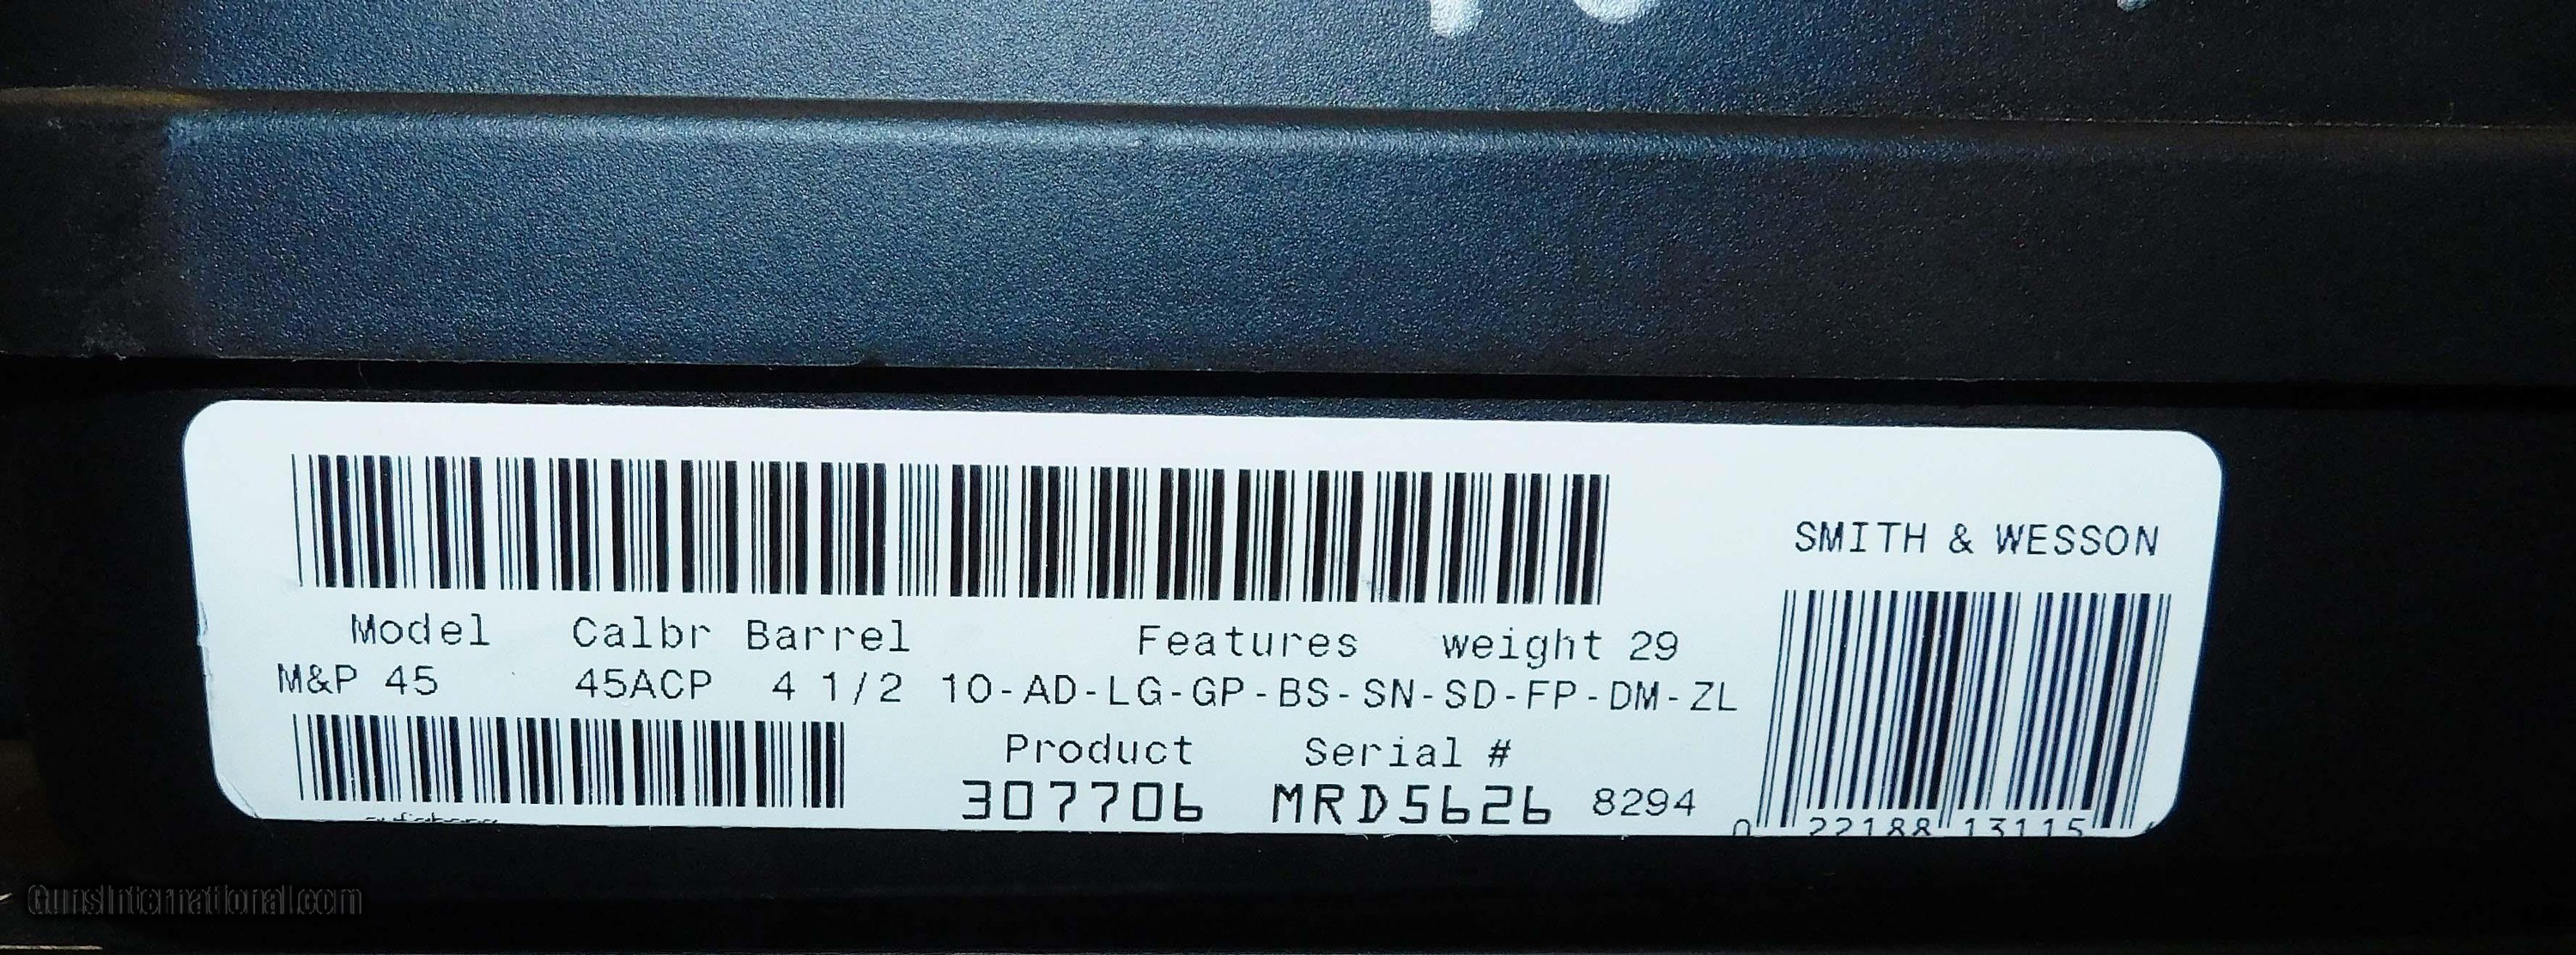 SMITH & WESSON
Model Calbr Barrel Features weight 29
M&P 45 45ACP 4 1/2 10-AD-LG-GP-BS-SN-SD-FP-DM-ZL
Product Serial #
307706 MRD5626 8294
0 22188 13115
GunsInternational.com